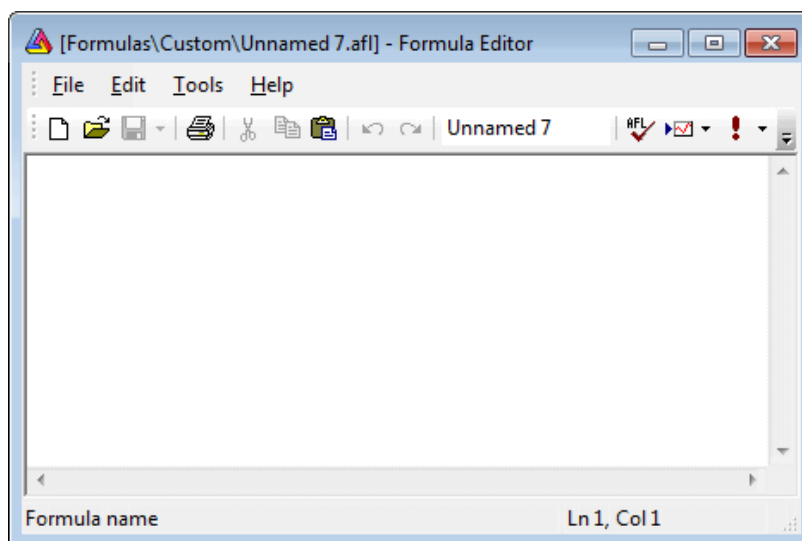 [Formulas\Custom\Unnamed 7.afl] - Formula Editor
File Edit Tools Help
Unnamed 7 AFL
Formula name Ln 1, Col 1